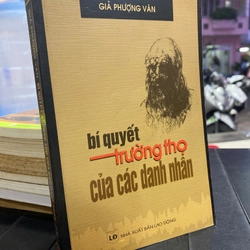 GIẢ PHƯỢNG VÂN
bí quyết
trường thọ
của các danh nhân
LĐ NHÀ XUẤT BẢN LAO ĐỘNG